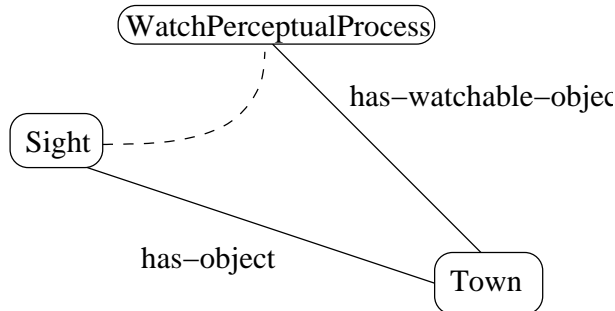 WatchPerceptualProcess
has−watchable−objec
Sight
has−object
Town